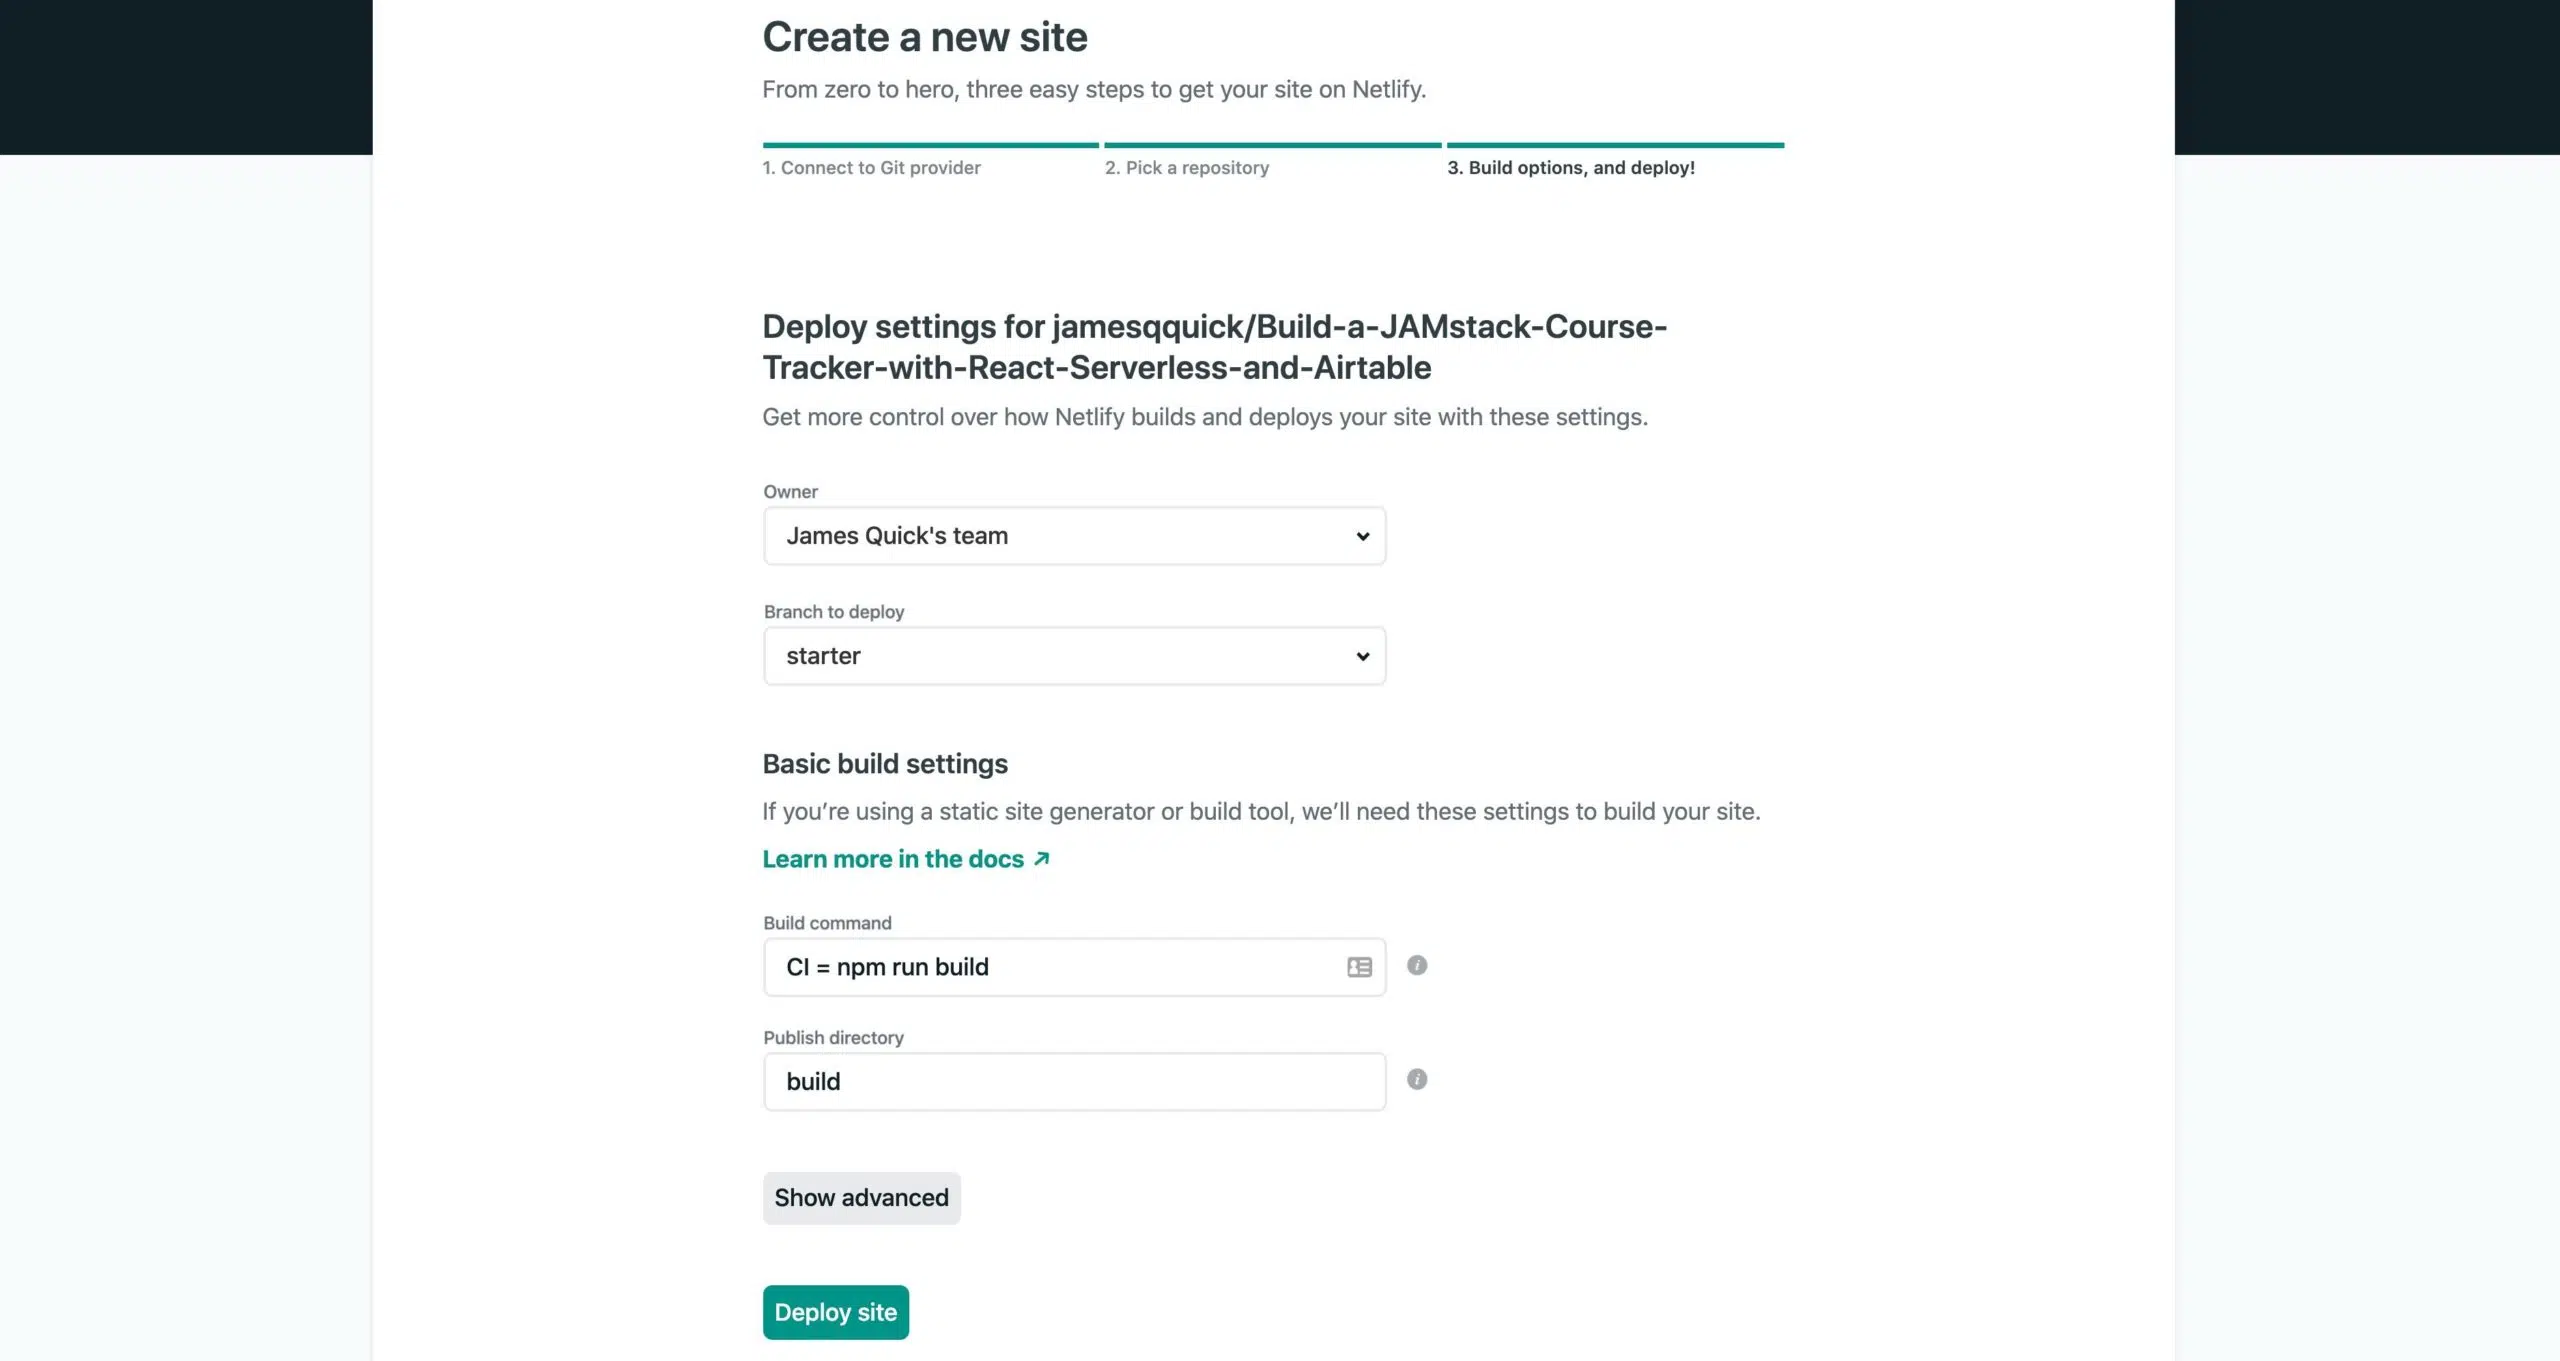 Create a new site
From zero to hero, three easy steps to get your site on Netlify.
1. Connect to Git provider
2. Pick a repository
3. Build options, and deploy!
Deploy settings for jamesqquick/Build-a-JAMstack-Course-
Tracker-with-React-Serverless-and-Airtable
Get more control over how Netlify builds and deploys your site with these settings.
Owner
James Quick's team
Branch to deploy
starter
Basic build settings
If you’re using a static site generator or build tool, we’ll need these settings to build your site.
Learn more in the docs ↗
Build command
CI = npm run build
Publish directory
build
Show advanced
Deploy site